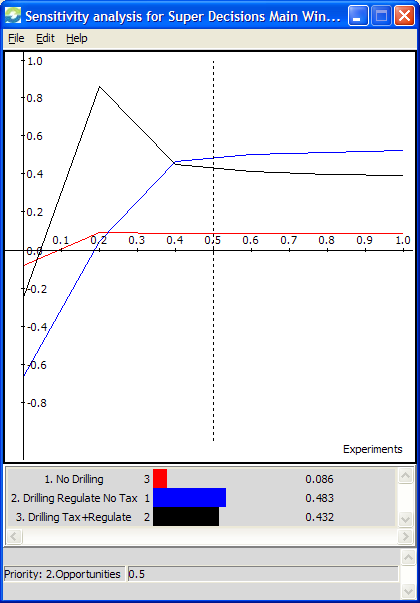 Sensitivity analysis for Super Decisions Main Win...
File Edit Help
1.0
0.8
0.6
0.4
0.2
0.0
0.1 0.2 0.3 0.4 0.5 0.6 0.7 0.8 0.9 1.0
-0.2
-0.4
-0.6
-0.8
Experiments
1. No Drilling 3 0.086
2. Drilling Regulate No Tax 1 0.483
3. Drilling Tax+Regulate 2 0.432
Priority: 2.Opportunities 0.5